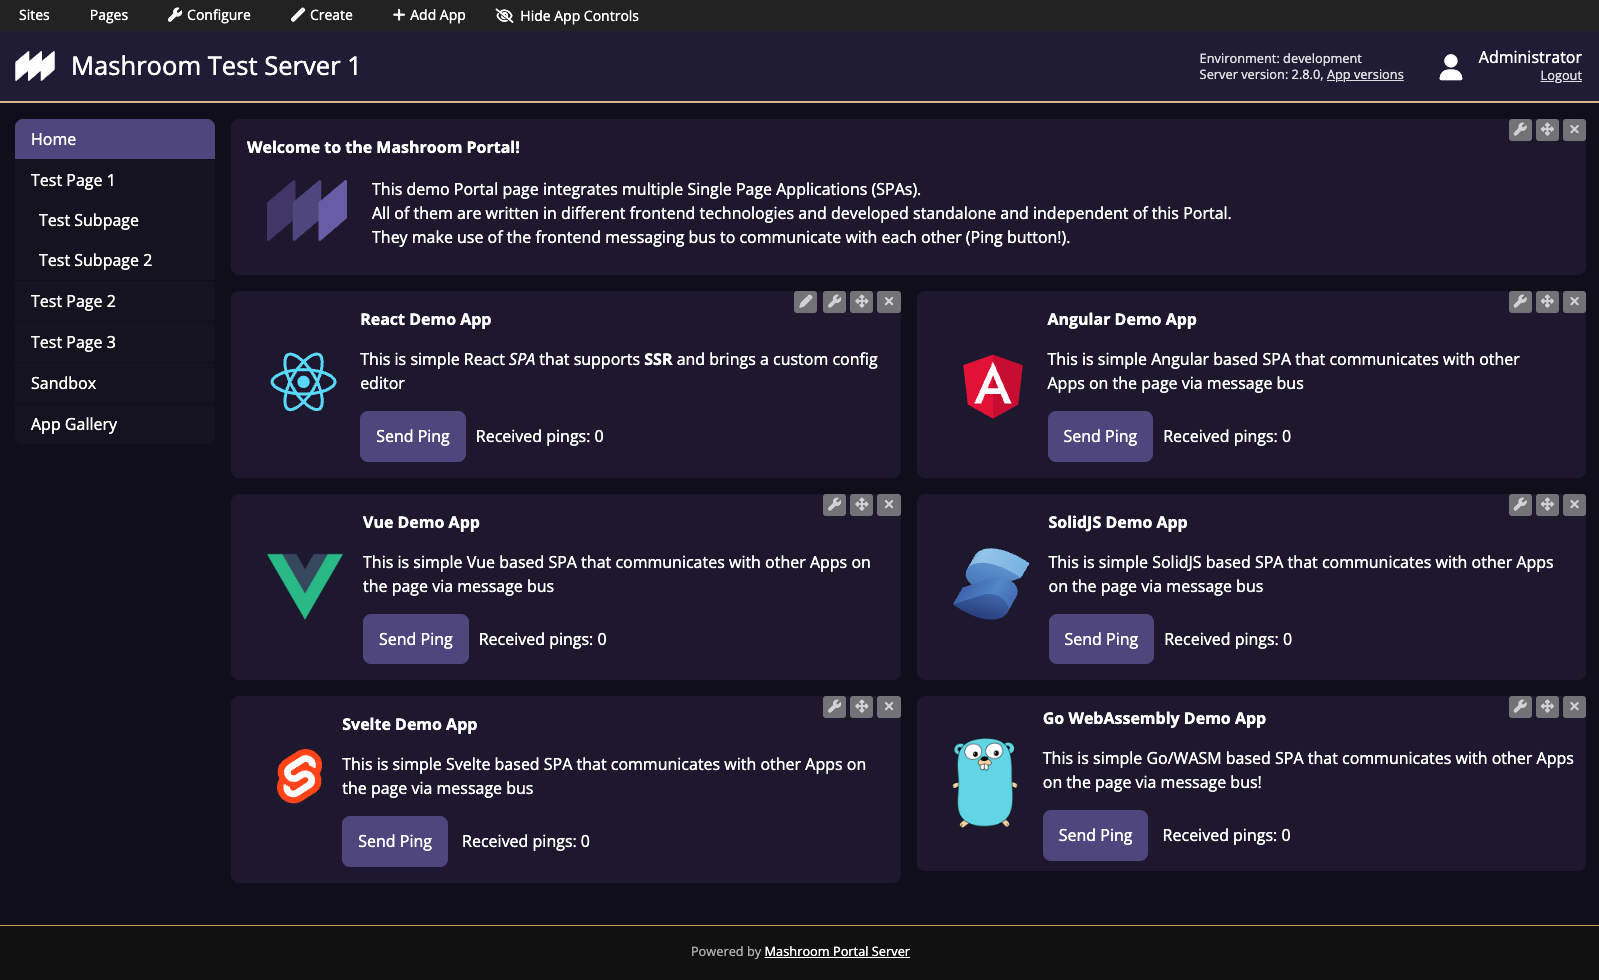 Sites Pages Configure Create Add App Hide App Controls
Mashroom Test Server 1
Environment: development
Server version: 2.8.0, App versions
Administrator
Logout
Home
Test Page 1
Test Subpage
Test Subpage 2
Test Page 2
Test Page 3
Sandbox
App Gallery
Welcome to the Mashroom Portal!
This demo Portal page integrates multiple Single Page Applications (SPAs).
All of them are written in different frontend technologies and developed standalone and independent of this Portal.
They make use of the frontend messaging bus to communicate with each other (Ping button!).
React Demo App
This is simple React SPA that supports SSR and brings a custom config
editor
Send Ping Received pings: 0
Angular Demo App
This is simple Angular based SPA that communicates with other
Apps on the page via message bus
Send Ping Received pings: 0
Vue Demo App
This is simple Vue based SPA that communicates with other Apps on
the page via message bus
Send Ping Received pings: 0
SolidJS Demo App
This is simple SolidJS based SPA that communicates with other Apps
on the page via message bus
Send Ping Received pings: 0
Svelte Demo App
This is simple Svelte based SPA that communicates with other Apps on
the page via message bus
Send Ping Received pings: 0
Go WebAssembly Demo App
This is simple Go/WASM based SPA that communicates with other Apps
on the page via message bus!
Send Ping Received pings: 0
Powered by Mashroom Portal Server